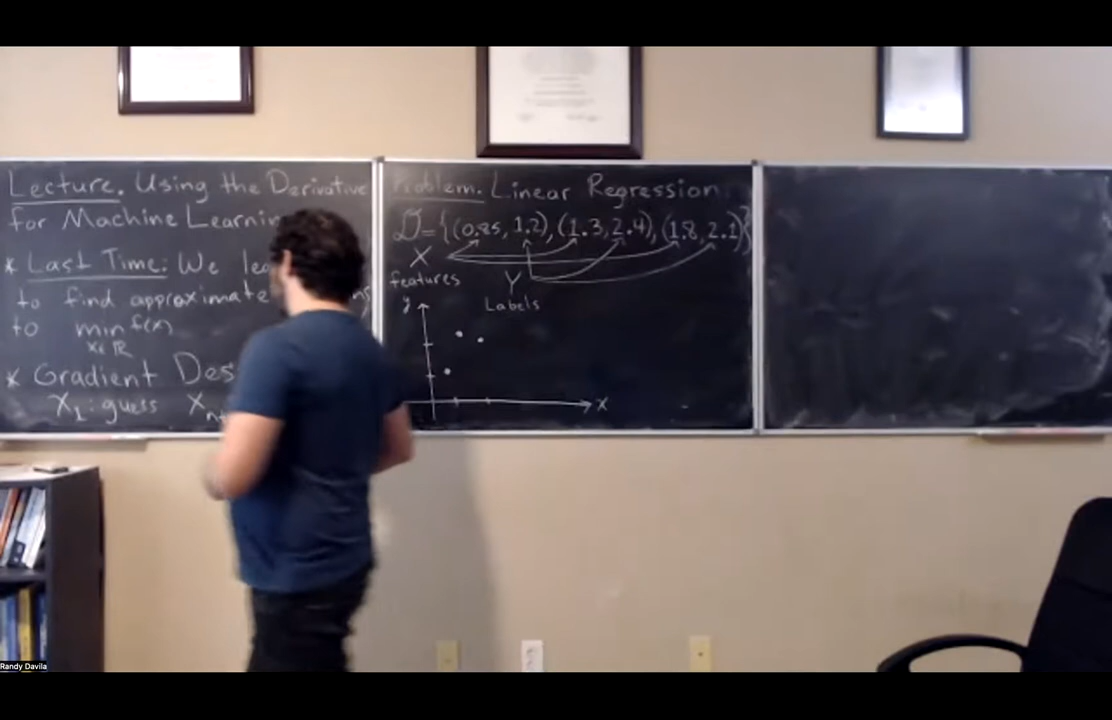 Lecture. Using the Derivative
for Machine Learnin
* Last Time: We lea
to find approximate
to min f(x)
x∈ℝ
* Gradient Des
X₁: guess Xₙ₊
Problem. Linear Regression.
D = {(0.85, 1.2), (1.3, 2.4), (1.8, 2.1)}
X
features Y
Labels
y
x
Randy Davila